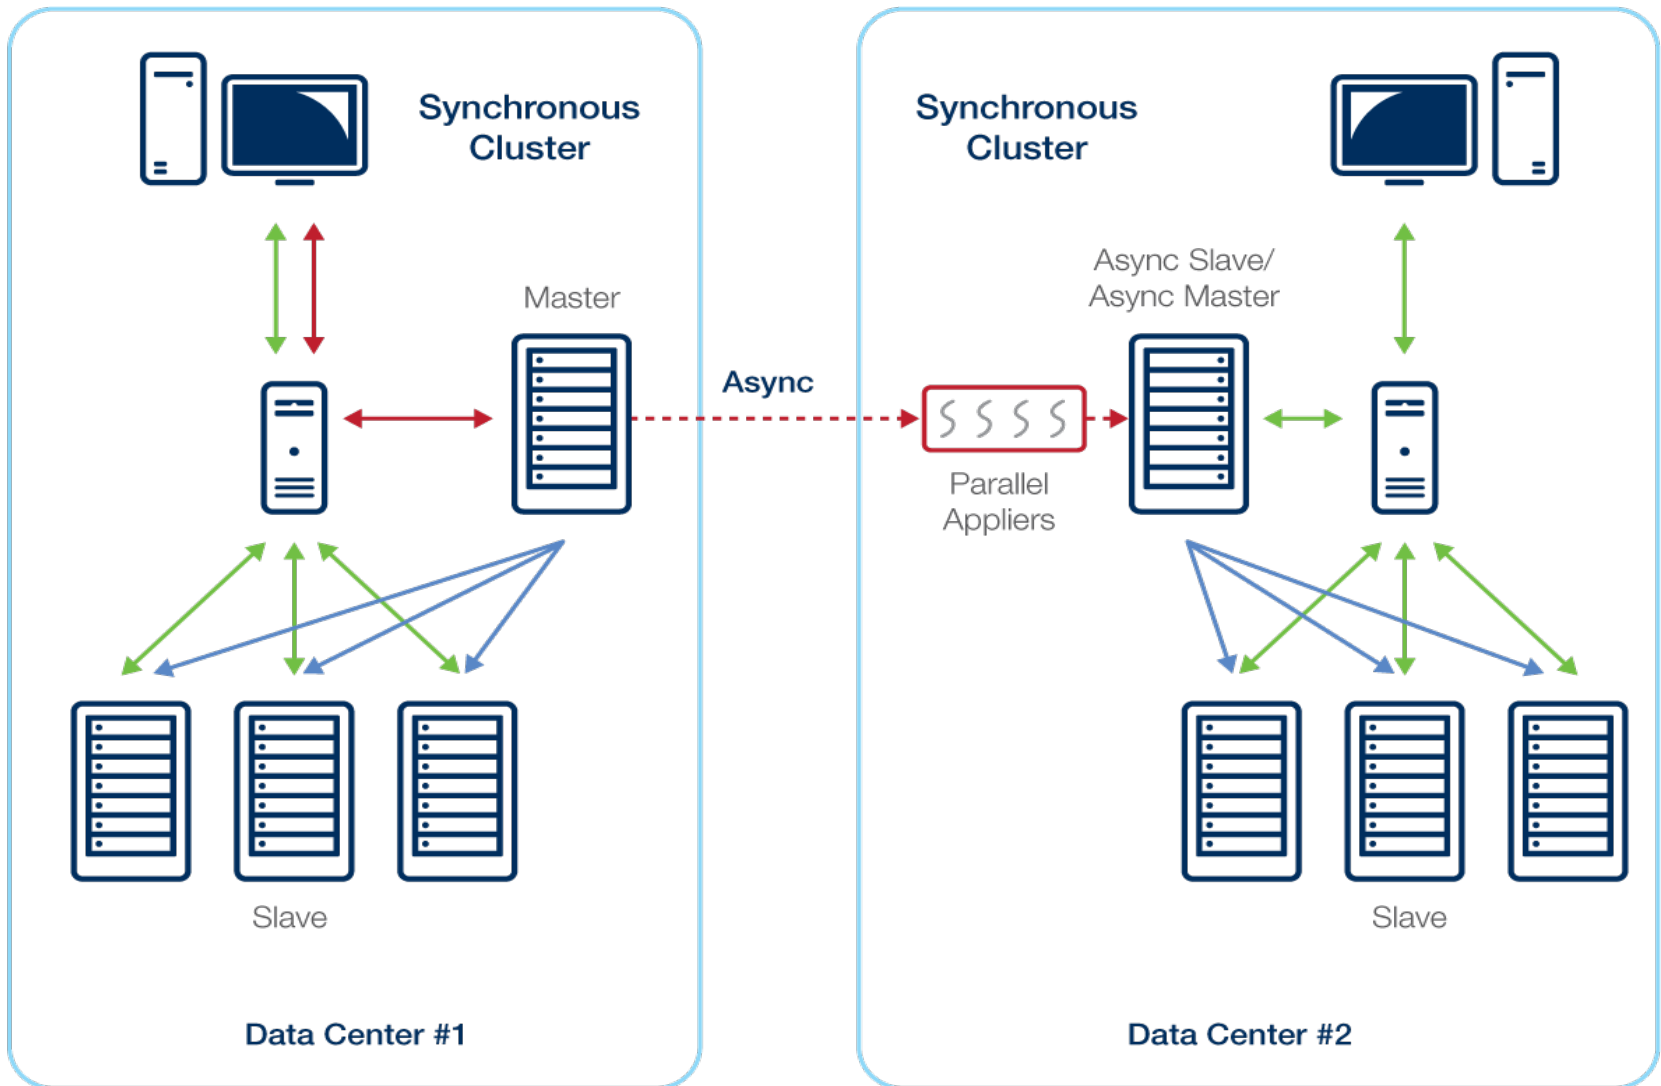 Synchronous
Cluster
Synchronous
Cluster
Async Slave/
Async Master
Master
Async
Parallel
Appliers
Slave
Slave
Data Center #1
Data Center #2